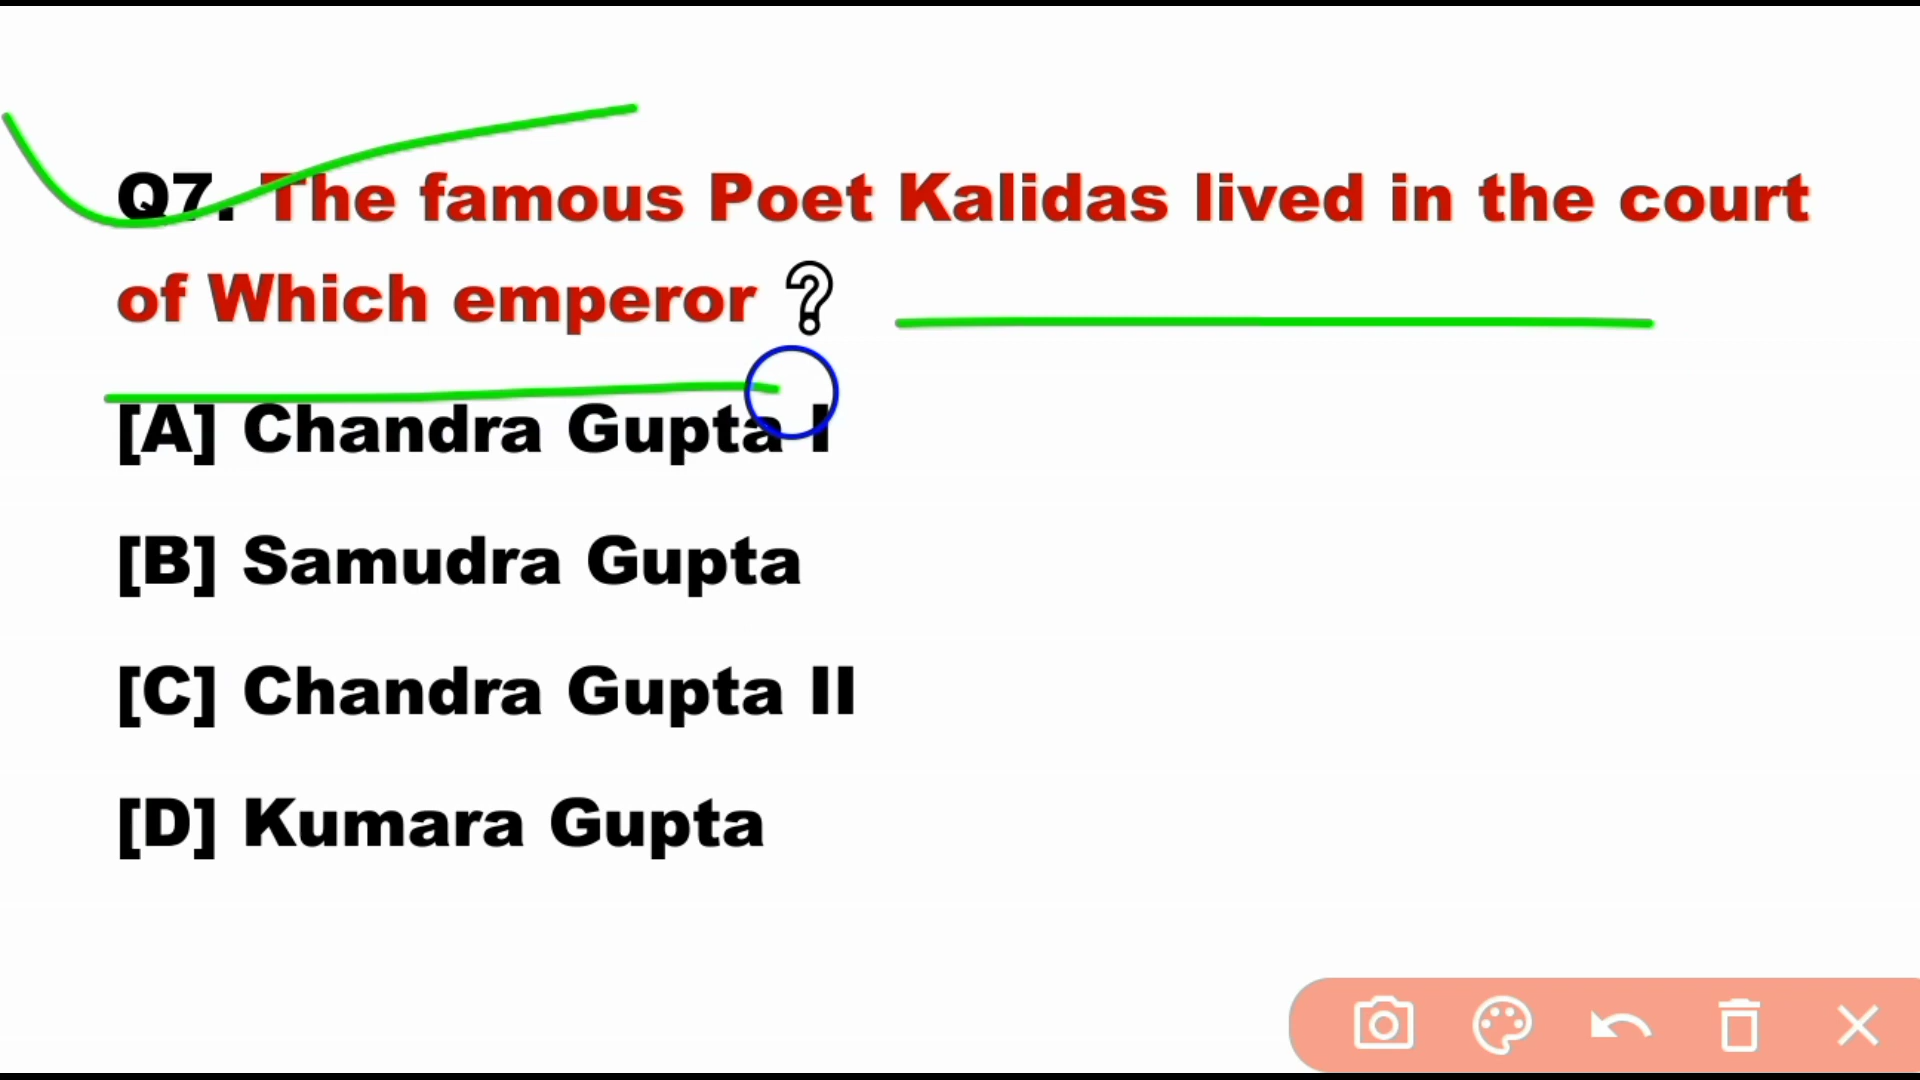 Q7. The famous Poet Kalidas lived in the court
of Which emperor ?
[A] Chandra Gupta I
[B] Samudra Gupta
[C] Chandra Gupta II
[D] Kumara Gupta